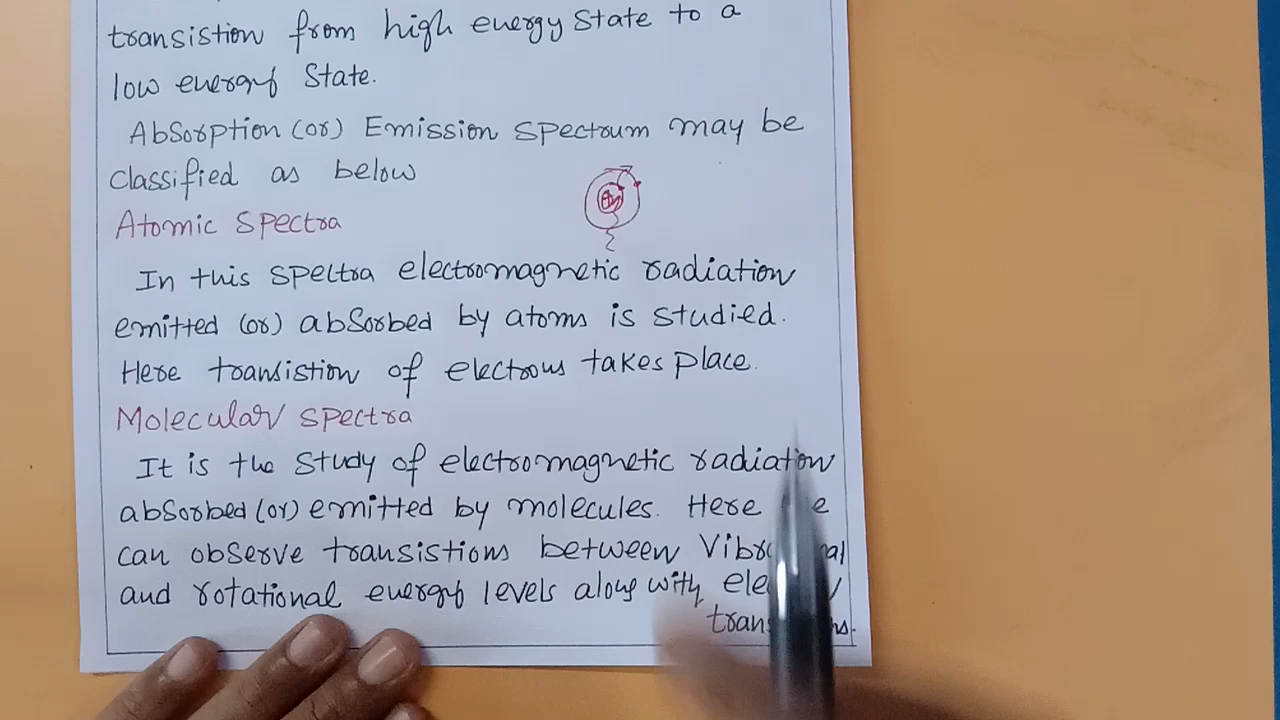 transistion from high energy state to a
low energy State.
Absorption (or) Emission spectrum may be
classified as below
Atomic spectra
In this spectra electromagnetic radiation
emitted (or) absorbed by atoms is studied.
Here transistion of electrons takes place.
Molecular spectra
It is the study of electromagnetic radiation
absorbed (or) emitted by molecules. Here
can observe transistions between
and rotational energy levels along with